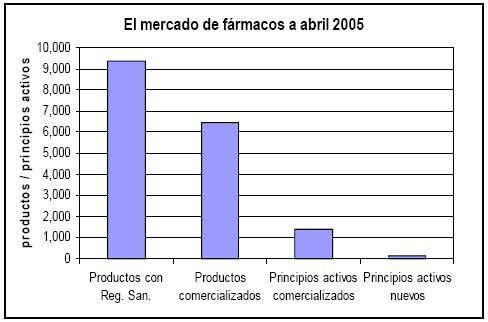 El mercado de fármacos a abril 2005
productos / principios activos
10,000
9,000
8,000
7,000
6,000
5,000
4,000
3,000
2,000
1,000
0
Productos con
Reg. San.
Productos
comercializados
Principios activos
comercializados
Principios activos
nuevos